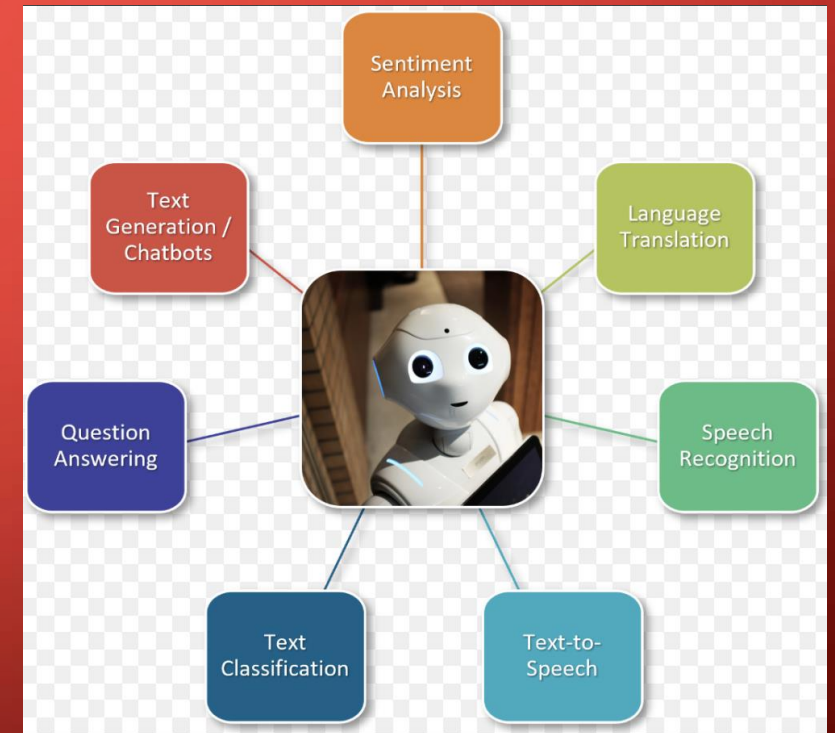 Sentiment
Analysis
Language
Translation
Speech
Recognition
Text-to-
Speech
Text
Classification
Question
Answering
Text
Generation /
Chatbots